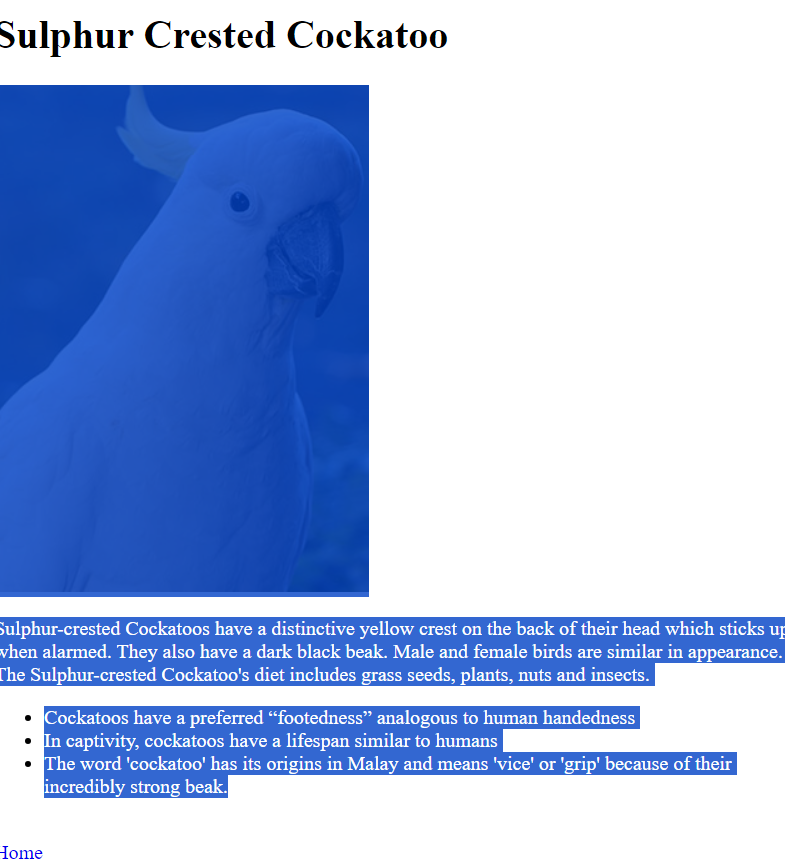 Sulphur Crested Cockatoo
Sulphur-crested Cockatoos have a distinctive yellow crest on the back of their head which sticks up
when alarmed. They also have a dark black beak. Male and female birds are similar in appearance.
The Sulphur-crested Cockatoo's diet includes grass seeds, plants, nuts and insects.
• Cockatoos have a preferred “footedness” analogous to human handedness
• In captivity, cockatoos have a lifespan similar to humans
• The word 'cockatoo' has its origins in Malay and means 'vice' or 'grip' because of their
incredibly strong beak.
Home